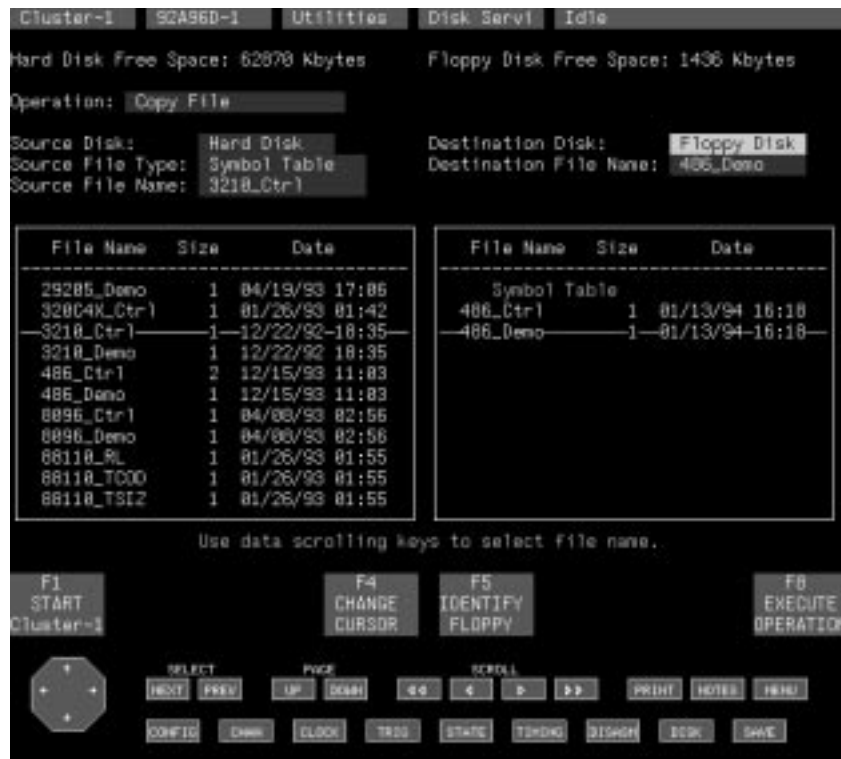 Cluster-1 92A96D-1 Utilities Disk Servi Idle
Hard Disk Free Space: 62870 Kbytes Floppy Disk Free Space: 1436 Kbytes
Operation: Copy File
Source Disk: Hard Disk Destination Disk: Floppy Disk
Source File Type: Symbol Table Destination File Name: 486_Demo
Source File Name: 3210_Ctrl
File Name Size Date File Name Size Date
29205_Demo 1 04/19/93 17:06 Symbol Table
320C4X_Ctrl 1 01/26/93 01:42 486_Ctrl 1 01/13/94 16:18
3210_Ctrl 1 12/22/92 18:35 486_Demo 1 01/13/94 16:18
3210_Demo 1 12/22/92 18:35
486_Ctrl 2 12/15/93 11:03
486_Demo 1 12/15/93 11:03
8096_Ctrl 1 04/08/93 02:56
8096_Demo 1 04/08/93 02:56
88110_RL 1 01/26/93 01:55
88110_TCOD 1 01/26/93 01:55
88110_TSIZ 1 01/26/93 01:55
Use data scrolling keys to select file name.
F1 F4 F5 F8
START CHANGE IDENTIFY EXECUTE
Cluster-1 CURSOR FLOPPY OPERATION
SELECT PAGE SCROLL
NEXT PREV UP DOWN PRINT NOTES MENU
CONFIG CHAN CLOCK TRIG STATE TIMING DISASM DISK SAVE